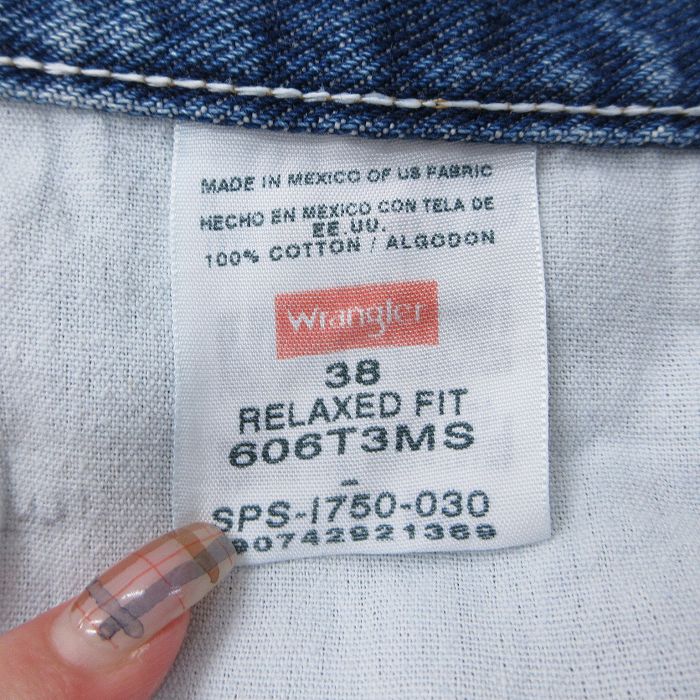 MADE IN MEXICO OF US FABRIC
HECHO EN MEXICO CON TELA DE
EE.UU.
100% COTTON / ALGODON
Wrangler
38
RELAXED FIT
606T3MS
-
SPS-1750-030
90742921369